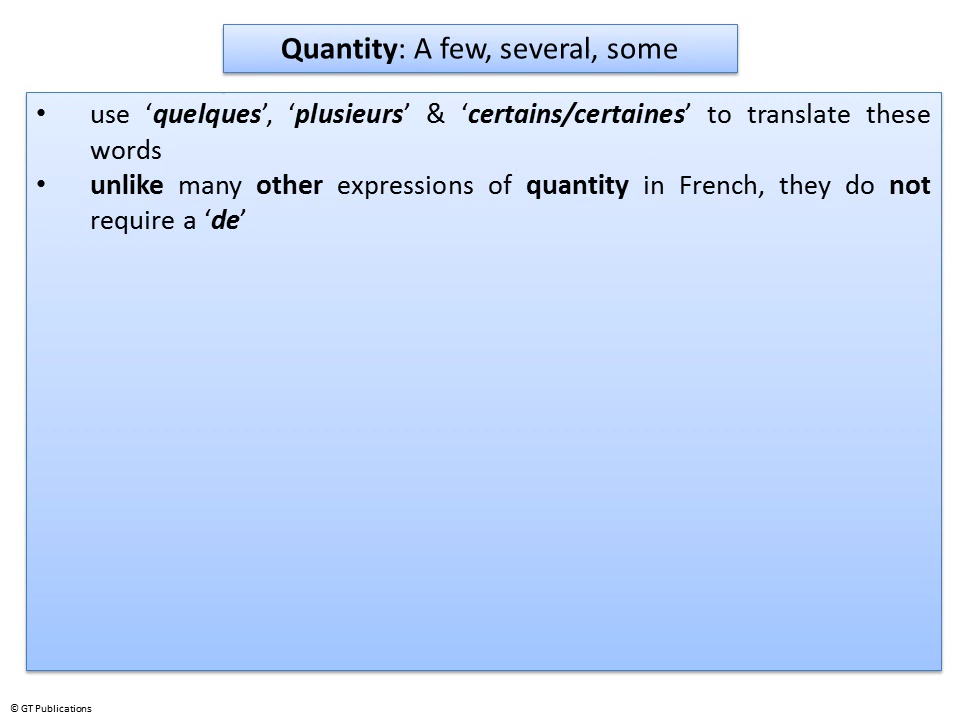 Quantity: A few, several, some
• use ‘quelques’, ‘plusieurs’ & ‘certains/certaines’ to translate these
words
• unlike many other expressions of quantity in French, they do not
require a ‘de’
© GT Publications